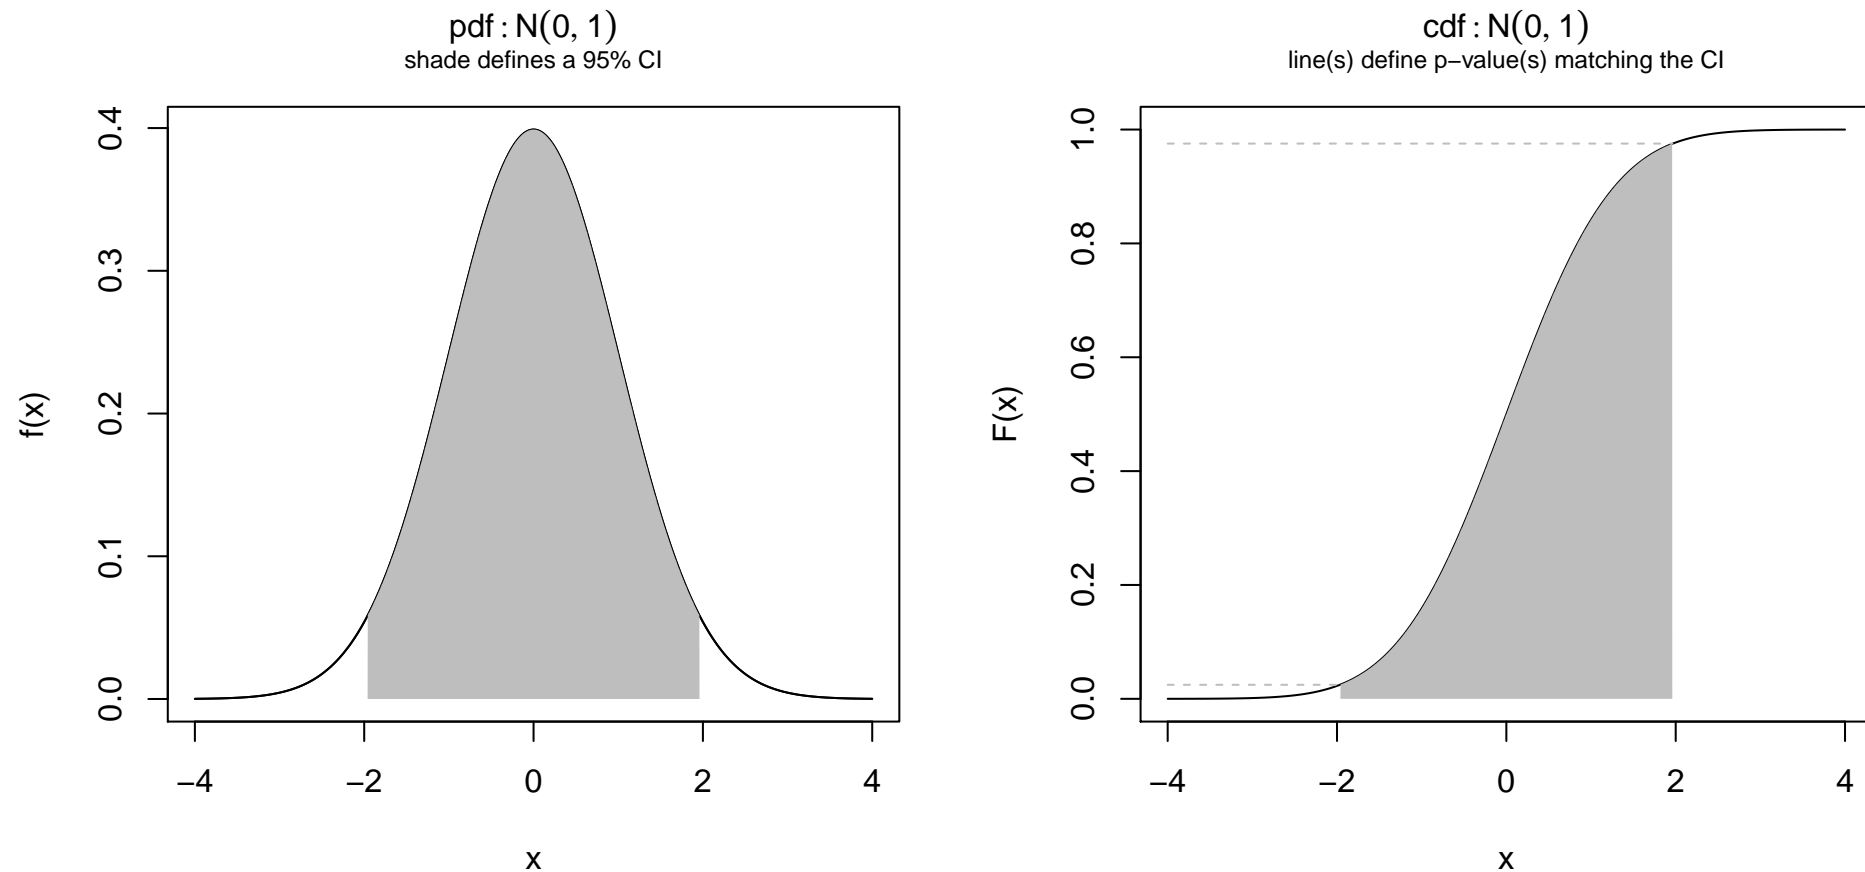 pdf : N(0, 1)
shade defines a 95% CI
f(x)
0.4
0.3
0.2
0.1
0.0
−4 −2 0 2 4
x
cdf : N(0, 1)
line(s) define p−value(s) matching the CI
F(x)
1.0
0.8
0.6
0.4
0.2
0.0
−4 −2 0 2 4
x